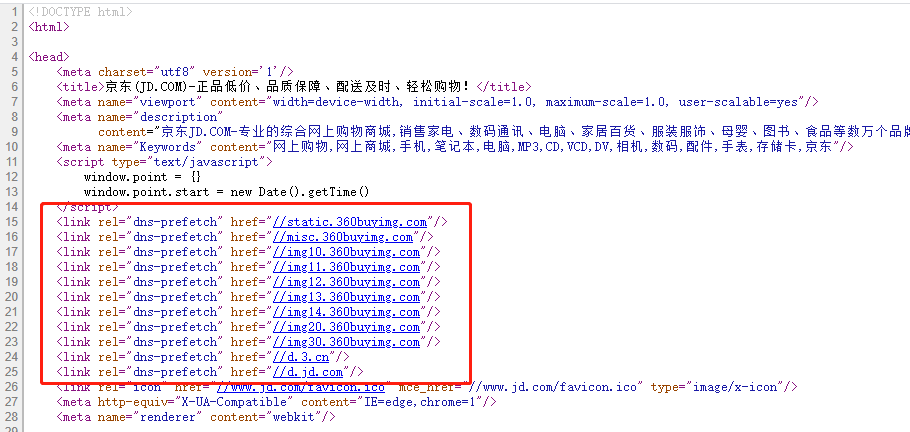 1 <!DOCTYPE html>
2 <html>
3
4 <head>
5 <meta charset="utf8" version='1'/>
6 <title>京东(JD.COM)-正品低价、品质保障、配送及时、轻松购物！</title>
7 <meta name="viewport" content="width=device-width, initial-scale=1.0, maximum-scale=1.0, user-scalable=yes"/>
8 <meta name="description"
9 content="京东JD.COM-专业的综合网上购物商城,销售家电、数码通讯、电脑、家居百货、服装服饰、母婴、图书、食品等数万个品牌
10 <meta name="Keywords" content="网上购物,网上商城,手机,笔记本,电脑,MP3,CD,VCD,DV,相机,数码,配件,手表,存储卡,京东"/>
11 <script type="text/javascript">
12 window.point = {}
13 window.point.start = new Date().getTime()
14 </script>
15 <link rel="dns-prefetch" href="//static.360buyimg.com"/>
16 <link rel="dns-prefetch" href="//misc.360buyimg.com"/>
17 <link rel="dns-prefetch" href="//img10.360buyimg.com"/>
18 <link rel="dns-prefetch" href="//img11.360buyimg.com"/>
19 <link rel="dns-prefetch" href="//img12.360buyimg.com"/>
20 <link rel="dns-prefetch" href="//img13.360buyimg.com"/>
21 <link rel="dns-prefetch" href="//img14.360buyimg.com"/>
22 <link rel="dns-prefetch" href="//img20.360buyimg.com"/>
23 <link rel="dns-prefetch" href="//img30.360buyimg.com"/>
24 <link rel="dns-prefetch" href="//d.3.cn"/>
25 <link rel="dns-prefetch" href="//d.jd.com"/>
26 <link rel="icon" href="//www.jd.com/favicon.ico" mce_href="//www.jd.com/favicon.ico" type="image/x-icon"/>
27 <meta http-equiv="X-UA-Compatible" content="IE=edge,chrome=1"/>
28 <meta name="renderer" content="webkit"/>
29